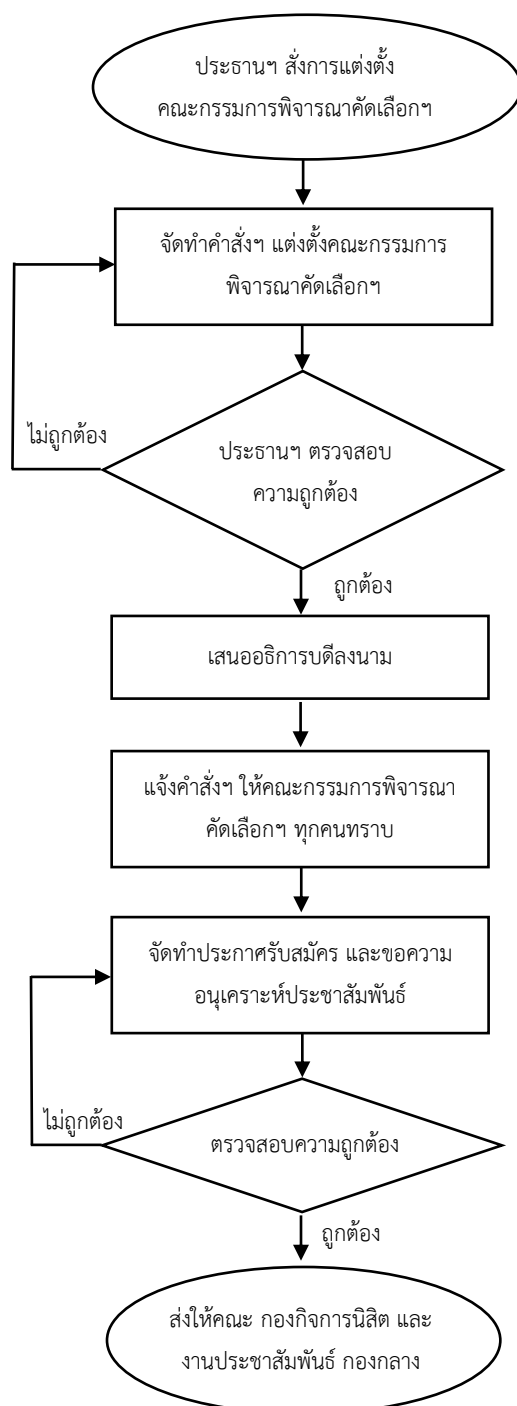 ประธานฯ สั่งการแต่งตั้ง
คณะกรรมการพิจารณาคัดเลือกฯ
จัดทำคำสั่งฯ แต่งตั้งคณะกรรมการ
พิจารณาคัดเลือกฯ
ไม่ถูกต้อง
ประธานฯ ตรวจสอบ
ความถูกต้อง
ถูกต้อง
เสนออธิการบดีลงนาม
แจ้งคำสั่งฯ ให้คณะกรรมการพิจารณา
คัดเลือกฯ ทุกคนทราบ
จัดทำประกาศรับสมัคร และขอความ
อนุเคราะห์ประชาสัมพันธ์
ไม่ถูกต้อง
ตรวจสอบความถูกต้อง
ถูกต้อง
ส่งให้คณะ กองกิจการนิสิต และ
งานประชาสัมพันธ์ กองกลาง